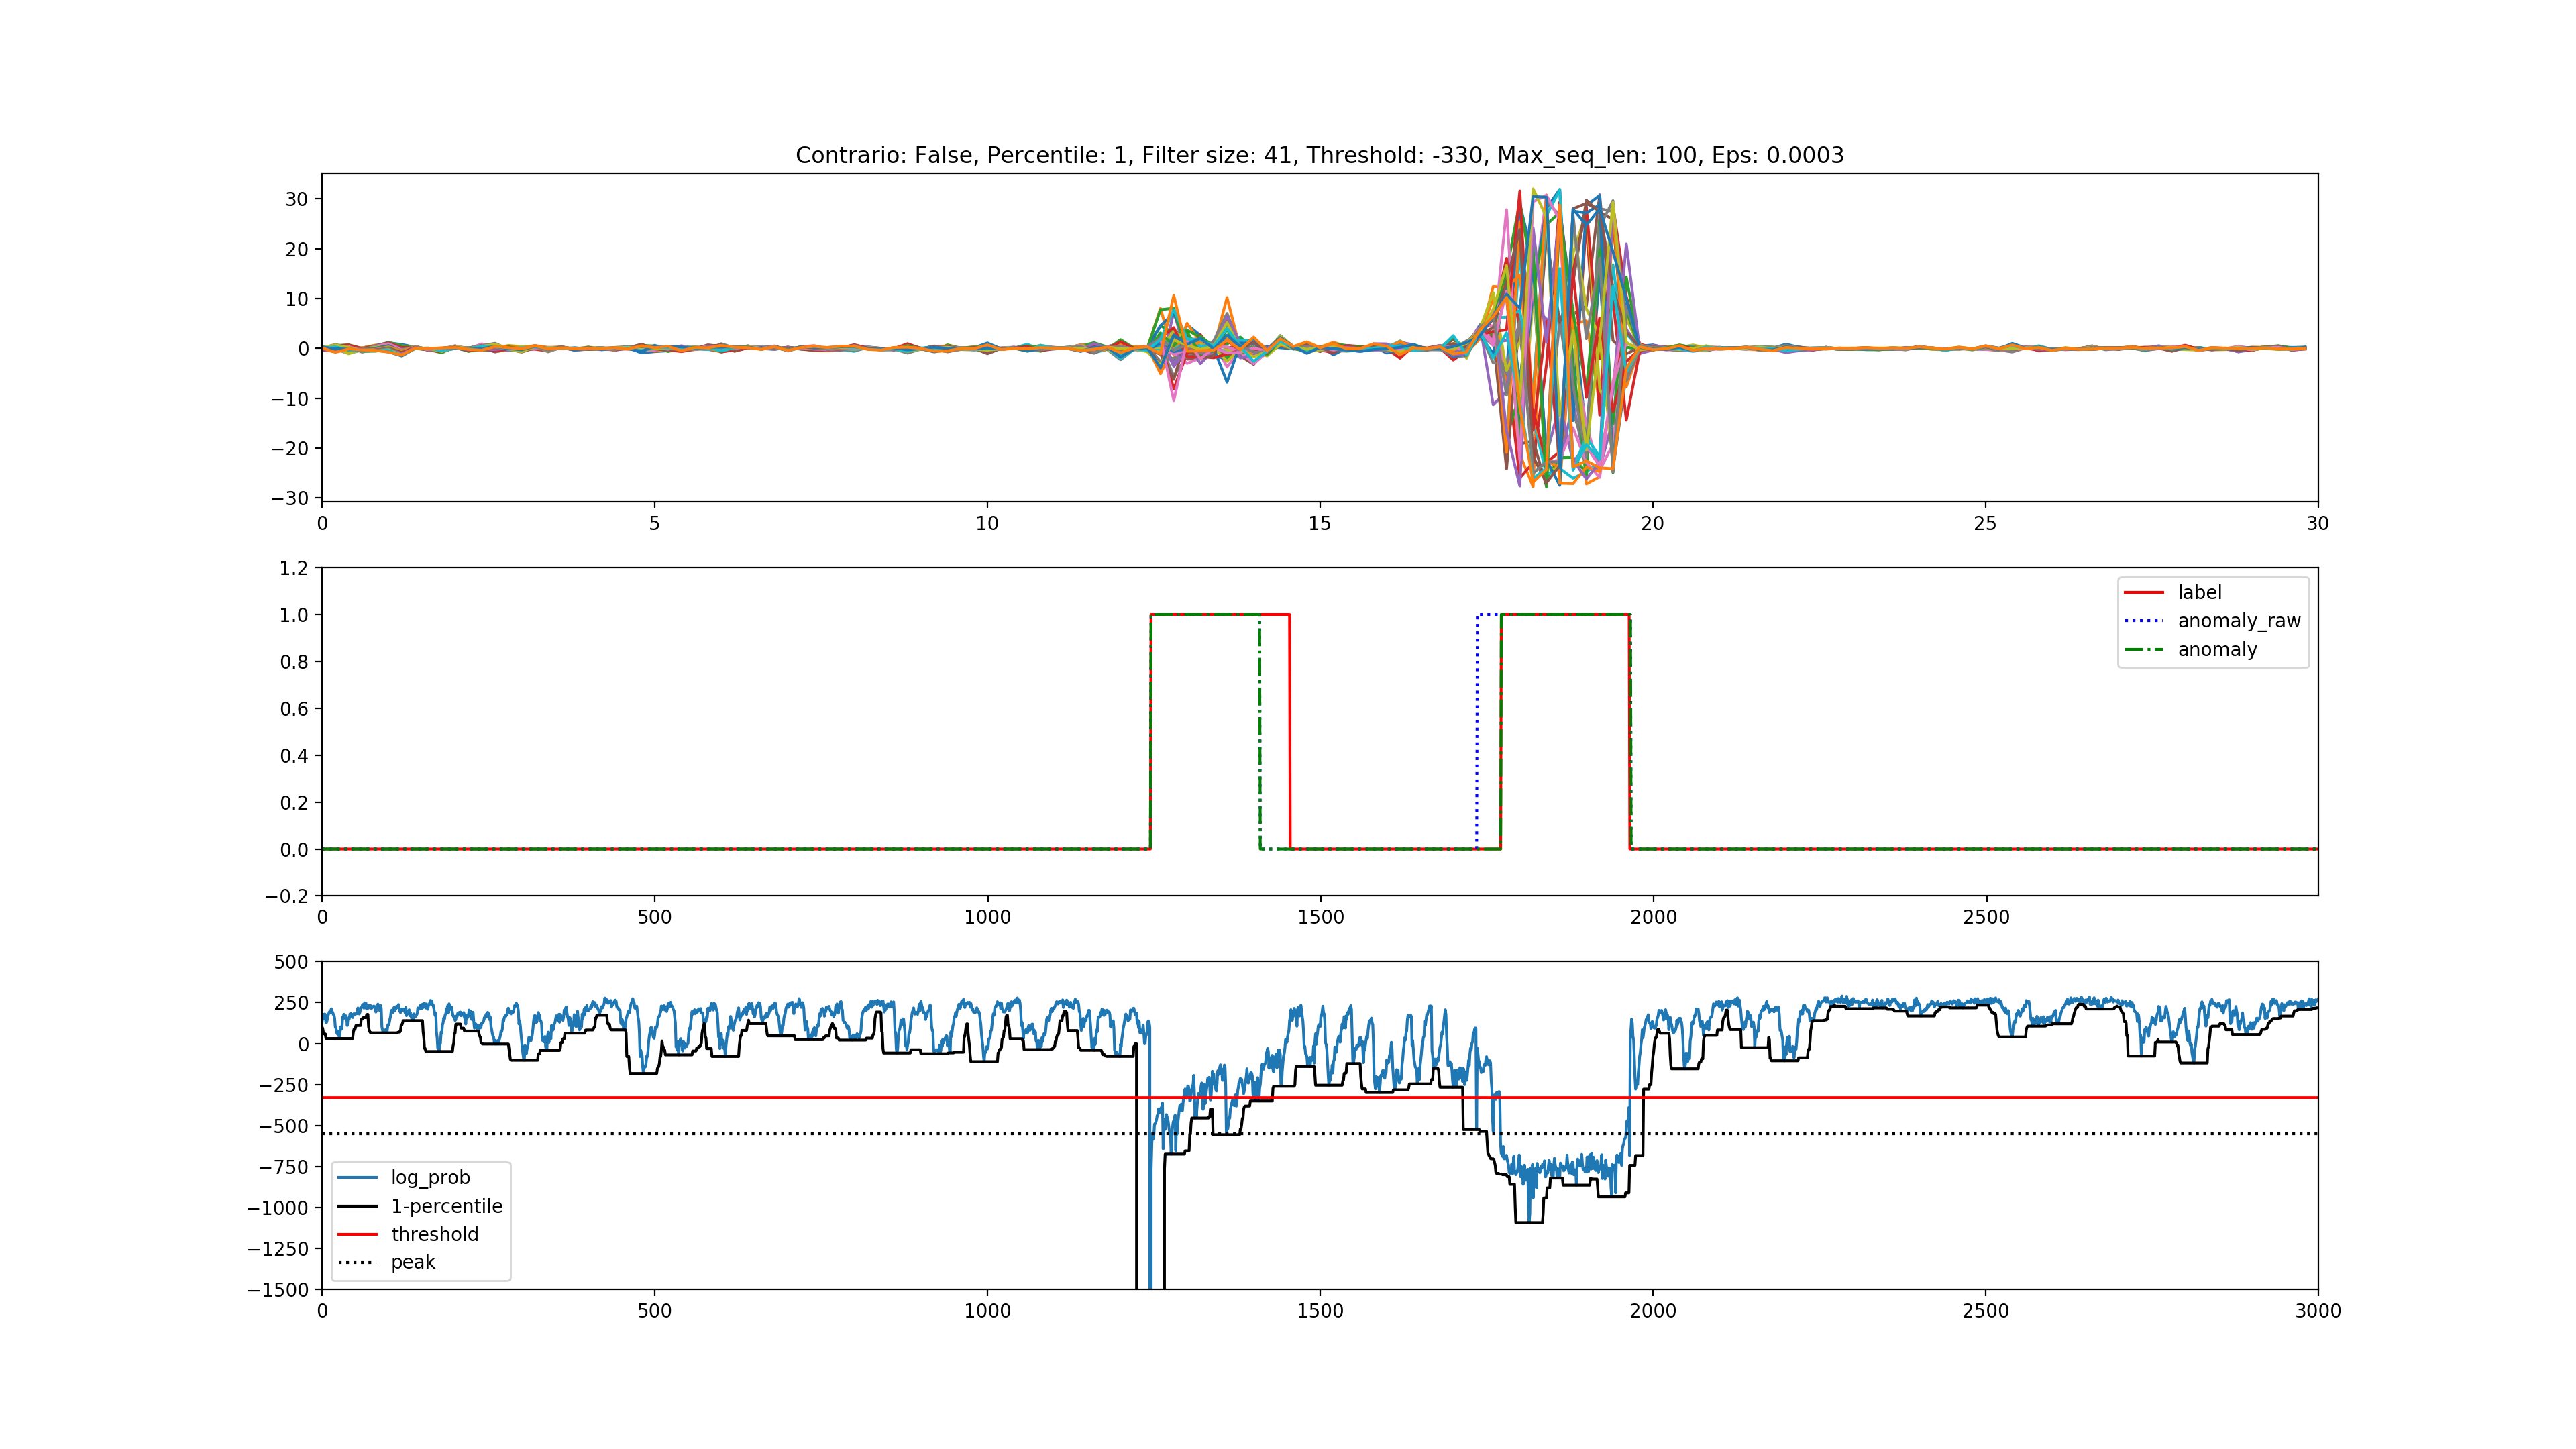 Contrario: False, Percentile: 1, Filter size: 41, Threshold: -330, Max_seq_len: 100, Eps: 0.0003
30
20
10
0
−10
−20
−30
0 5 10 15 20 25 30
1.2
1.0
0.8
0.6
0.4
0.2
0.0
−0.2
label
anomaly_raw
anomaly
0 500 1000 1500 2000 2500
500
250
0
−250
−500
−750
−1000
−1250
−1500
log_prob
1-percentile
threshold
peak
0 500 1000 1500 2000 2500 3000